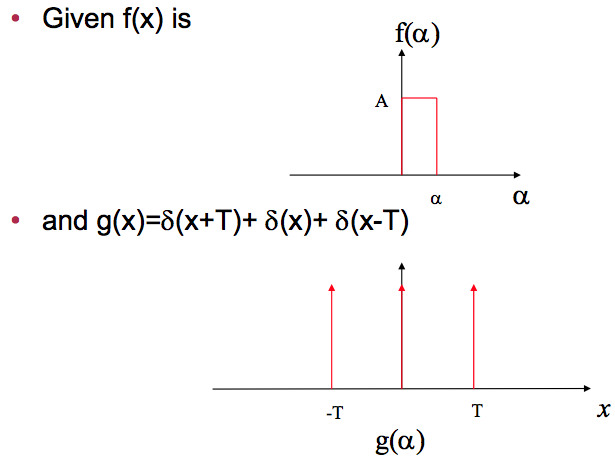 • Given f(x) is
f(α)
A
α α
• and g(x)=δ(x+T)+ δ(x)+ δ(x-T)
-T T x
g(α)